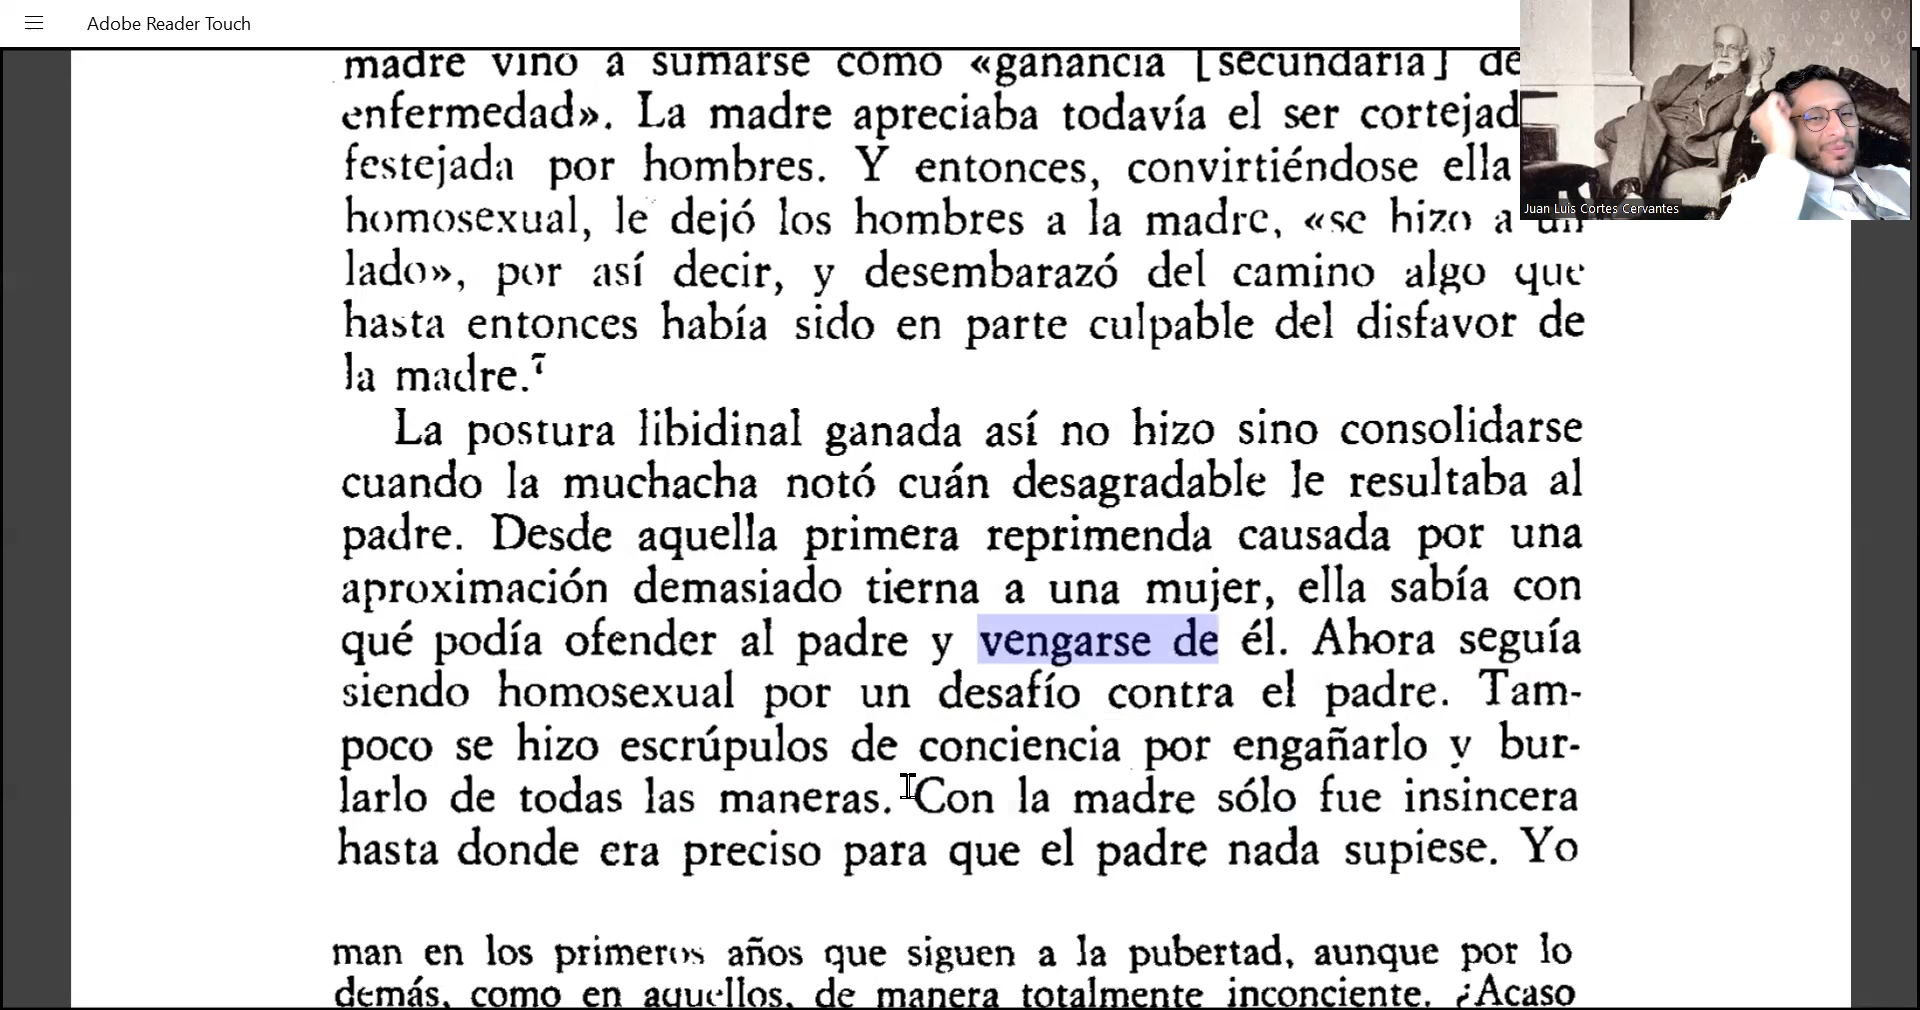 Adobe Reader Touch
madre vino a sumarse como «ganancia [secundaria] de
enfermedad». La madre apreciaba todavía el ser cortejad
festejada por hombres. Y entonces, convirtiéndose ella
homosexual, le dejó los hombres a la madre, «se hizo a un
lado», por así decir, y desembarazó del camino algo que
hasta entonces había sido en parte culpable del disfavor de
la madre.⁷
La postura libidinal ganada así no hizo sino consolidarse
cuando la muchacha notó cuán desagradable le resultaba al
padre. Desde aquella primera reprimenda causada por una
aproximación demasiado tierna a una mujer, ella sabía con
qué podía ofender al padre y vengarse de él. Ahora seguía
siendo homosexual por un desafío contra el padre. Tam-
poco se hizo escrúpulos de conciencia por engañarlo y bur-
larlo de todas las maneras. Con la madre sólo fue insincera
hasta donde era preciso para que el padre nada supiese. Yo
man en los primeros años que siguen a la pubertad, aunque por lo
demás, como en aquellos, de manera totalmente inconciente. ¿Acaso
Juan Luis Cortes Cervantes